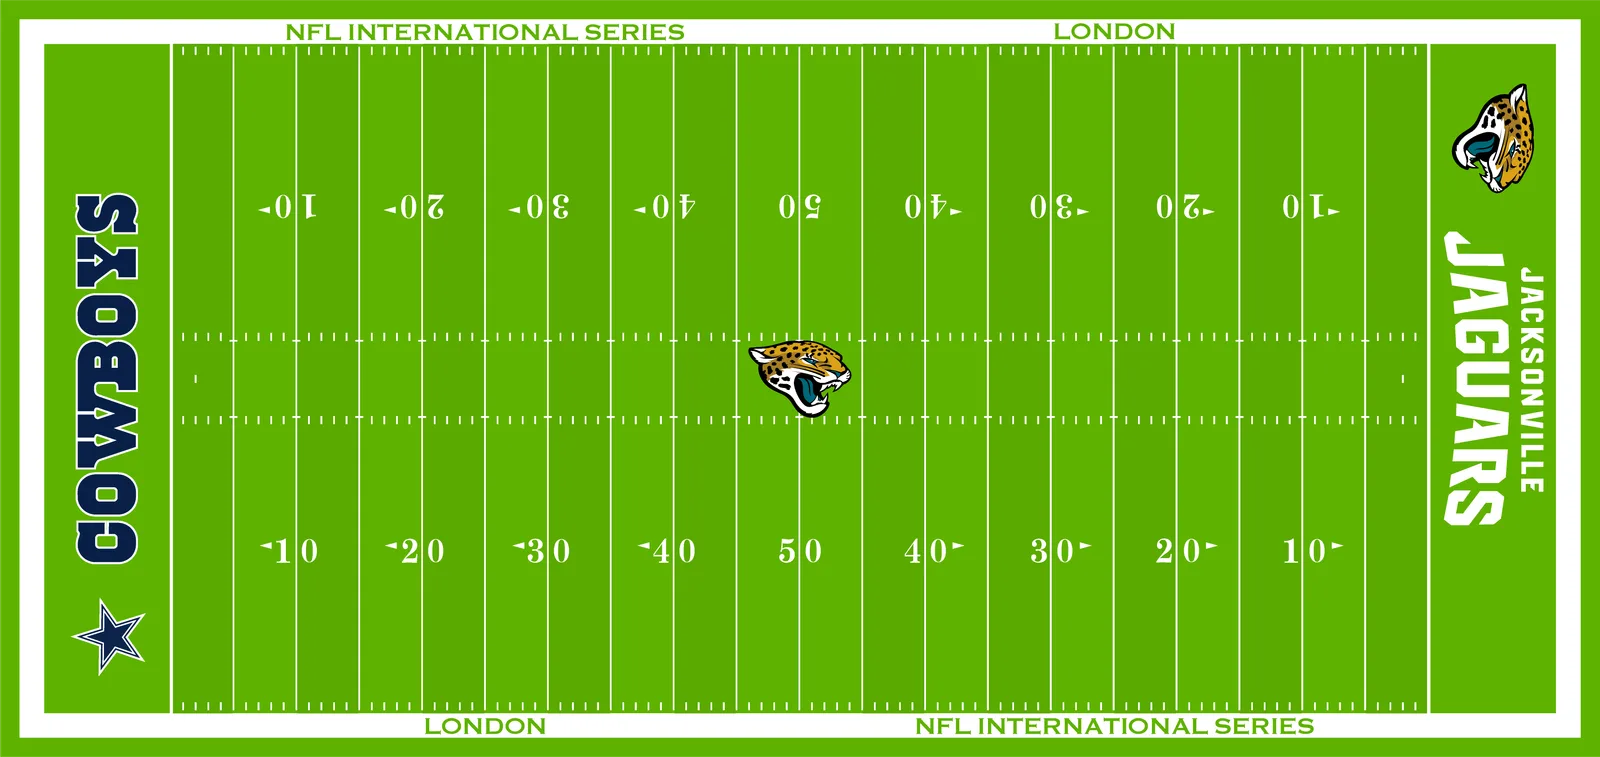 NFL INTERNATIONAL SERIES LONDON
10 20 30 40 50 40 30 20 10
COWBOYS
JACKSONVILLE
JAGUARS
10 20 30 40 50 40 30 20 10
LONDON NFL INTERNATIONAL SERIES